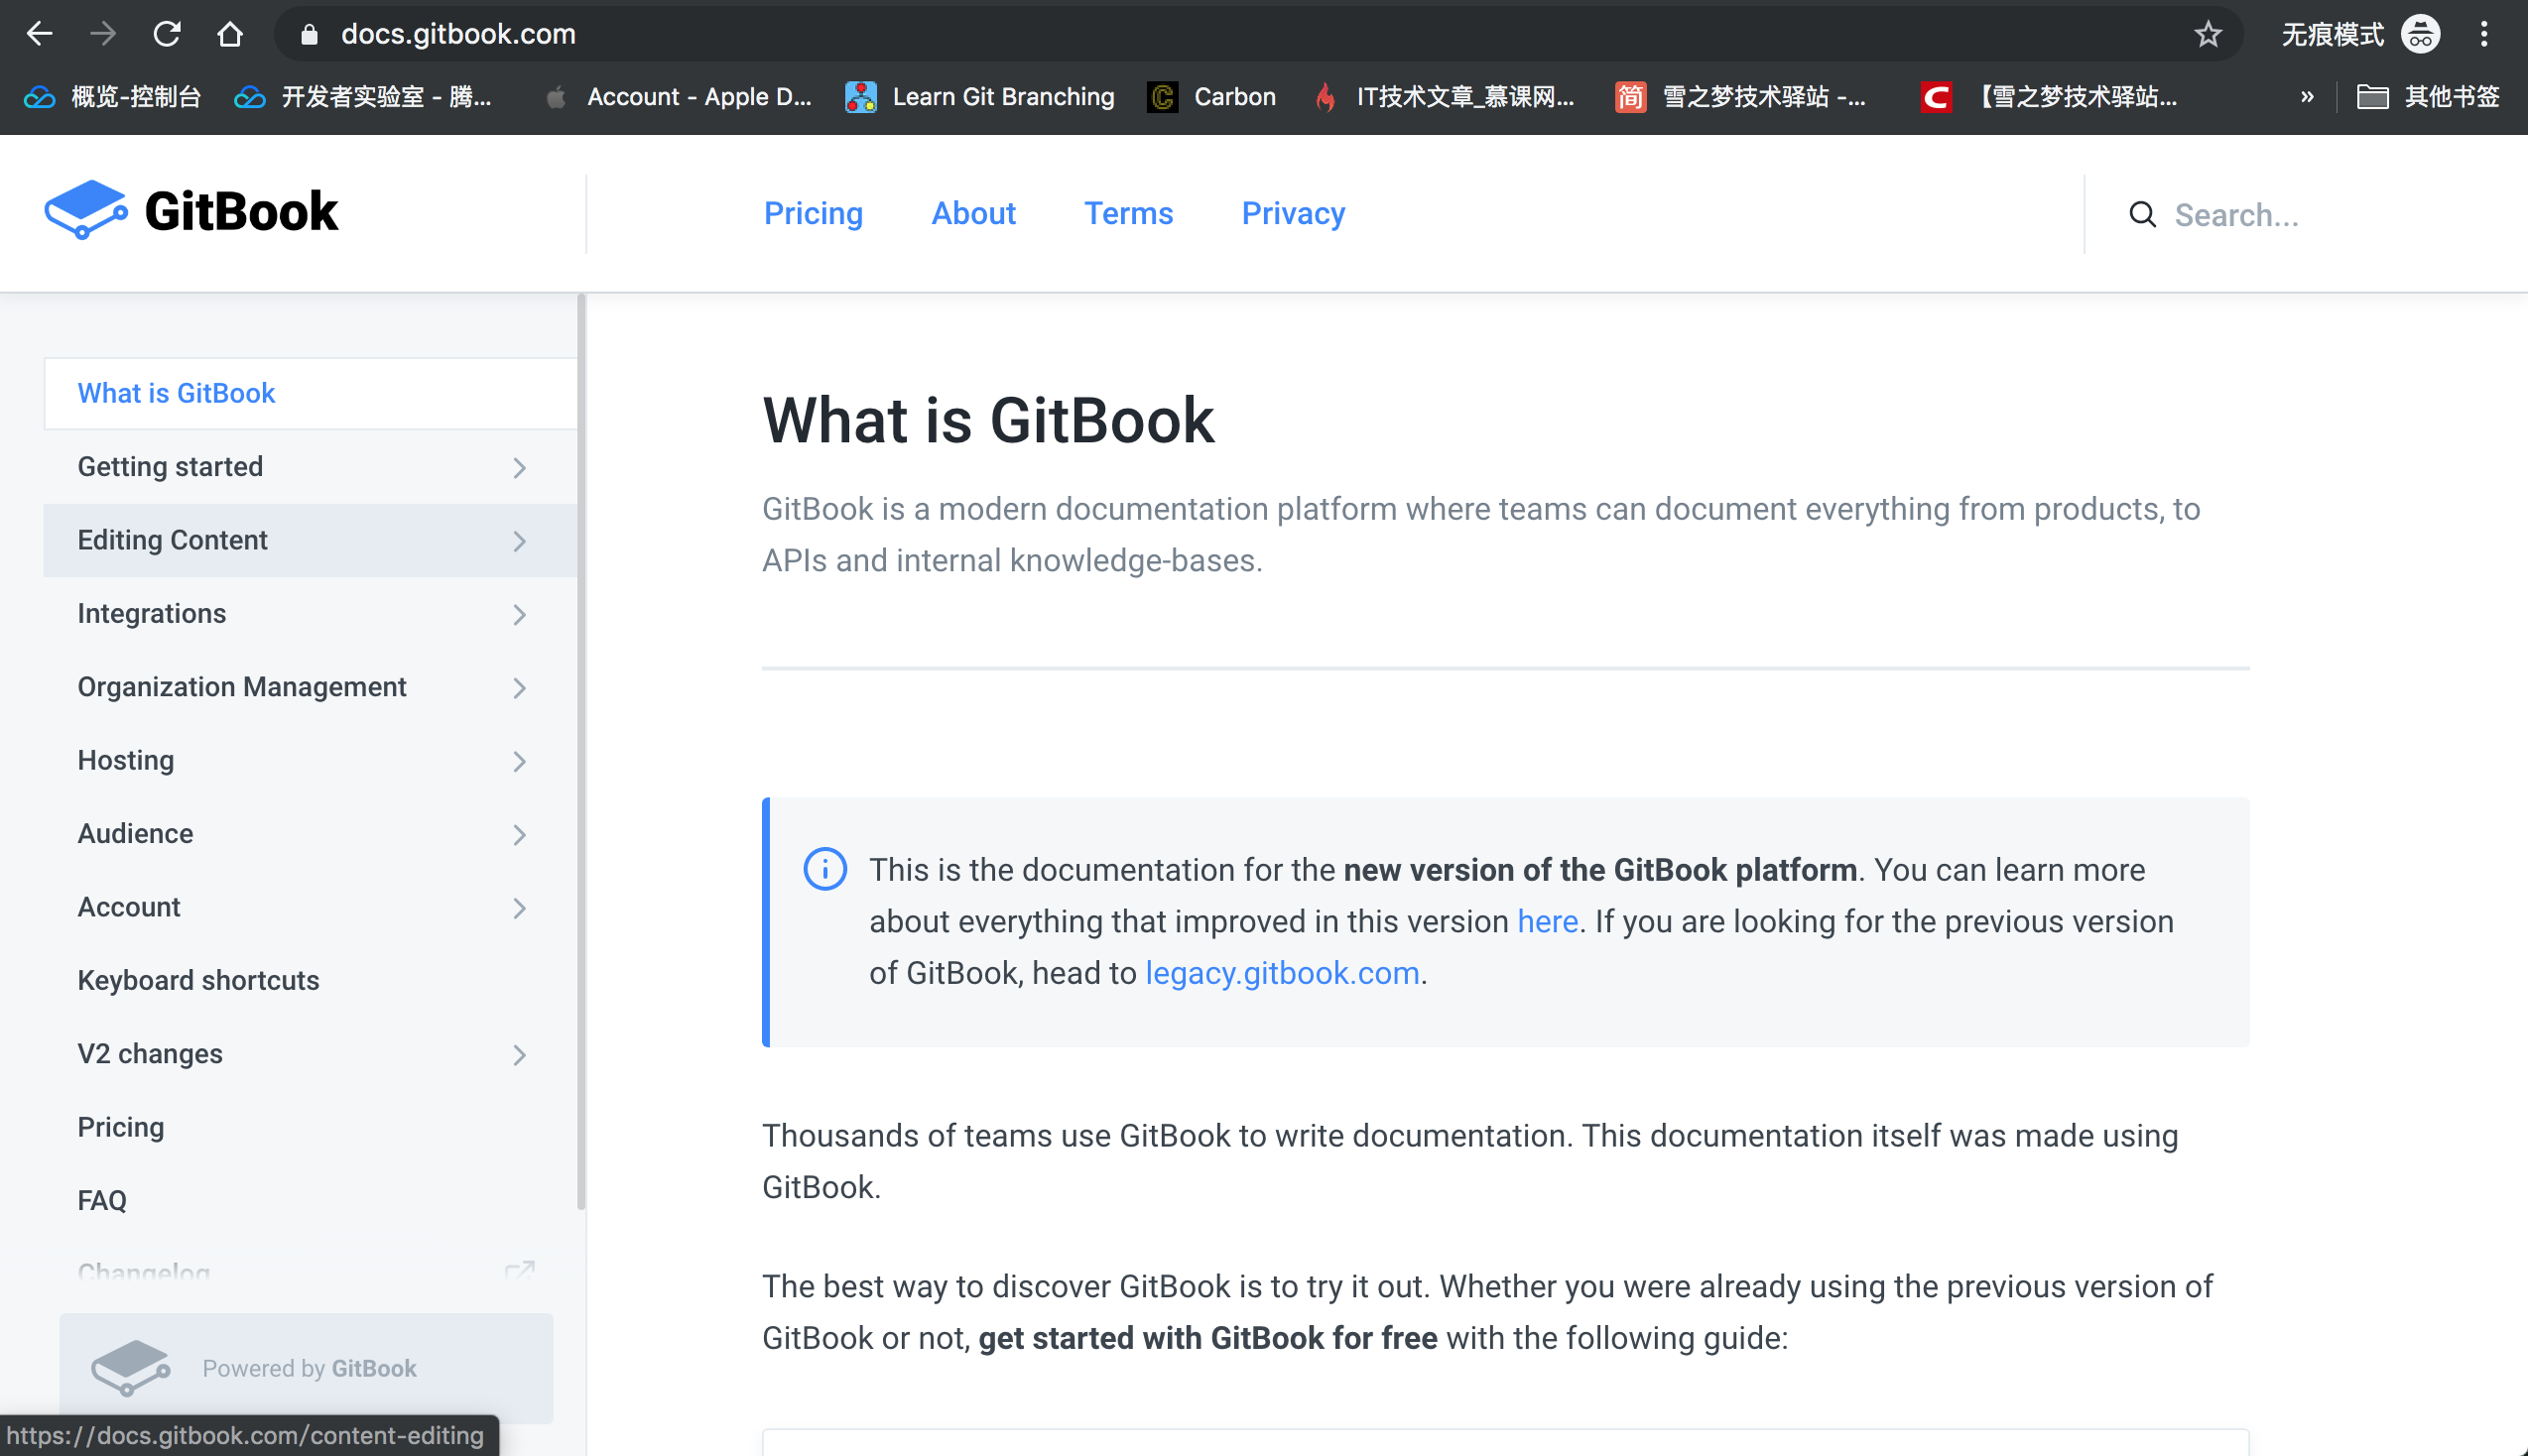 docs.gitbook.com
无痕模式
概览-控制台
开发者实验室 - 腾...
Account - Apple D...
Learn Git Branching
Carbon
IT技术文章_慕课网...
简
雪之梦技术驿站 -...
【雪之梦技术驿站...
»
其他书签
GitBook
Pricing
About
Terms
Privacy
Search...
What is GitBook
Getting started
Editing Content
Integrations
Organization Management
Hosting
Audience
Account
Keyboard shortcuts
V2 changes
Pricing
FAQ
Changelog
Powered by GitBook
https://docs.gitbook.com/content-editing
What is GitBook
GitBook is a modern documentation platform where teams can document everything from products, to
APIs and internal knowledge-bases.
This is the documentation for the new version of the GitBook platform. You can learn more
about everything that improved in this version here. If you are looking for the previous version
of GitBook, head to legacy.gitbook.com.
Thousands of teams use GitBook to write documentation. This documentation itself was made using
GitBook.
The best way to discover GitBook is to try it out. Whether you were already using the previous version of
GitBook or not, get started with GitBook for free with the following guide: